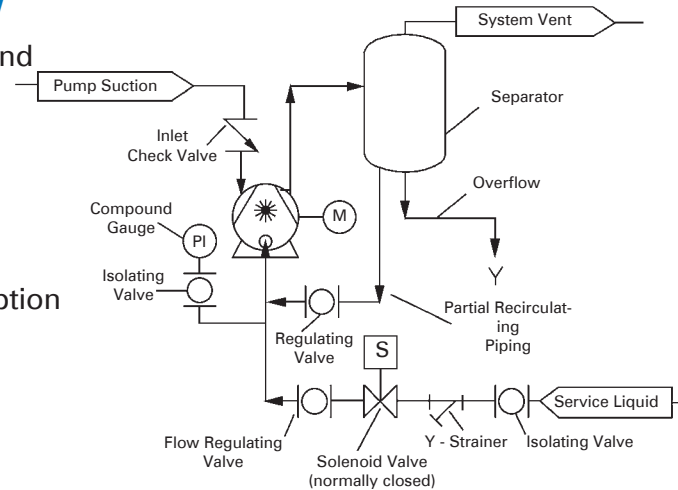 System Vent
nd
Pump Suction
Separator
Inlet
Check Valve
Overflow
Compound
Gauge
M
PI
Y
Isolating
Valve
ption
Partial Recirculat-
ing
Piping
Regulating
Valve
S
Service Liquid
Flow Regulating
Valve
Solenoid Valve
(normally closed)
Y - Strainer
Isolating Valve